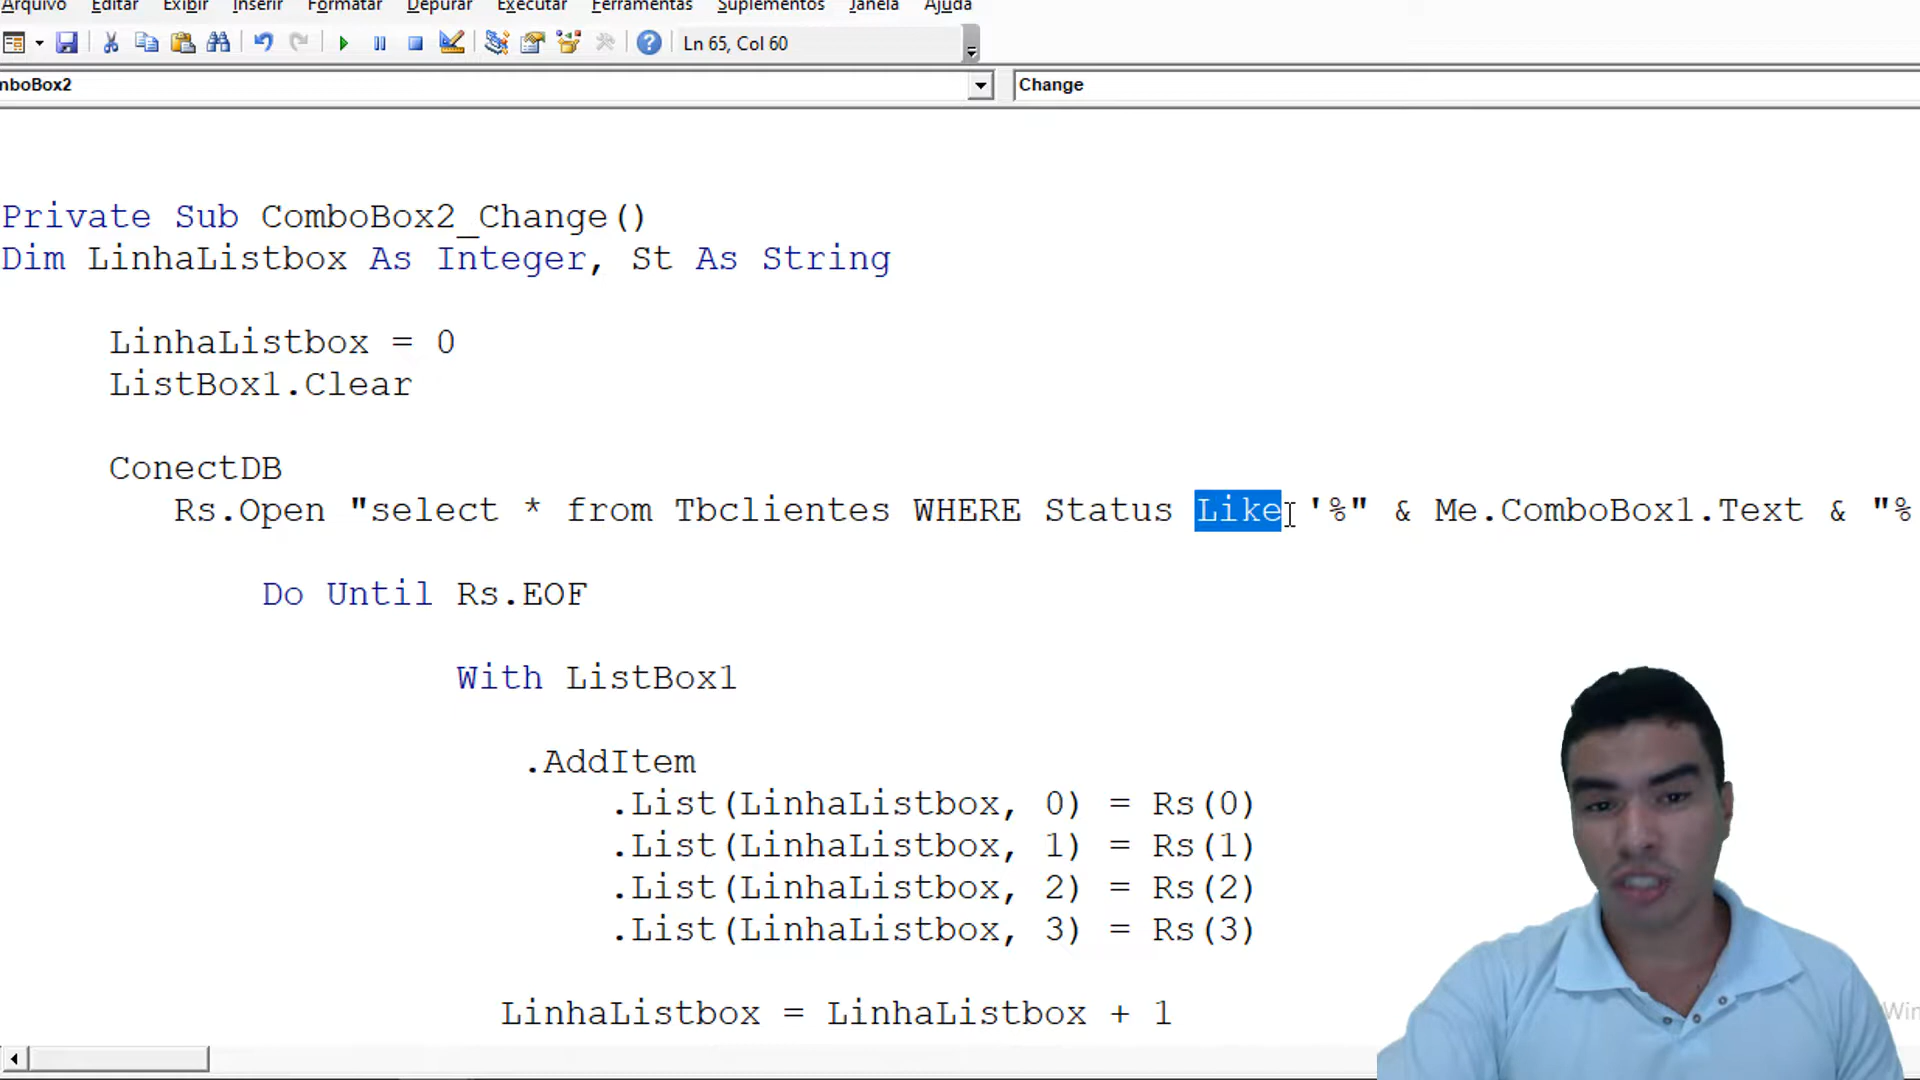 Arquivo Editar Exibir Inserir Formatar Depurar Executar Ferramentas Suplementos Janela Ajuda
Ln 65, Col 60
mboBox2
Change
Private Sub ComboBox2_Change()
Dim LinhaListbox As Integer, St As String
LinhaListbox = 0
ListBox1.Clear
ConectDB
Rs.Open "select * from Tbclientes WHERE Status Like '%" & Me.ComboBox1.Text & "%
Do Until Rs.EOF
With ListBox1
.AddItem
.List(LinhaListbox, 0) = Rs(0)
.List(LinhaListbox, 1) = Rs(1)
.List(LinhaListbox, 2) = Rs(2)
.List(LinhaListbox, 3) = Rs(3)
LinhaListbox = LinhaListbox + 1
Win